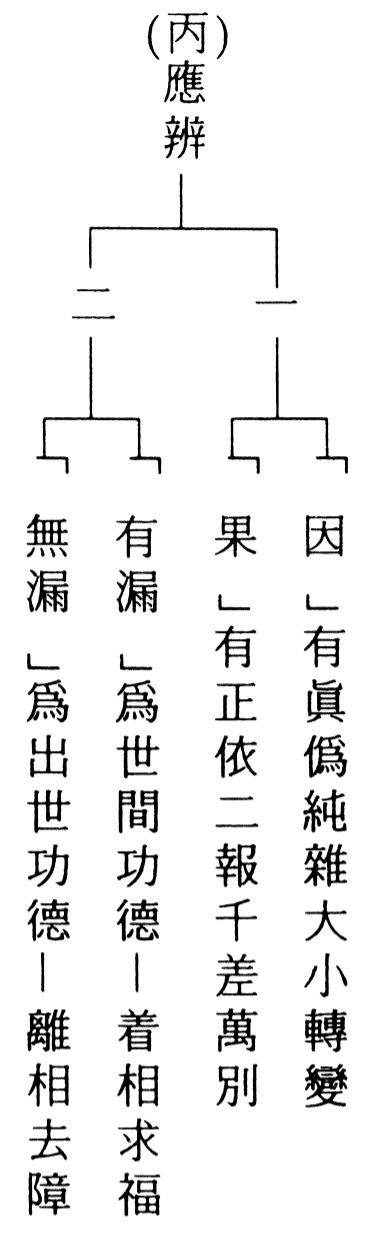 (丙)應辨
一
「因」有眞僞純雜大小轉變
「果」有正依二報千差萬別
二
「有漏」爲世間功德—着相求福
「無漏」爲出世功德—離相去障